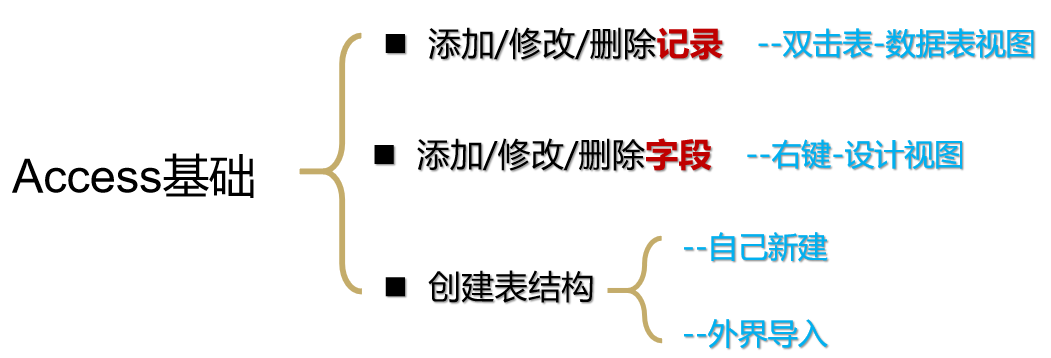 Access基础
■ 添加/修改/删除记录 --双击表-数据表视图
■ 添加/修改/删除字段 --右键-设计视图
■ 创建表结构
--自己新建
--外界导入